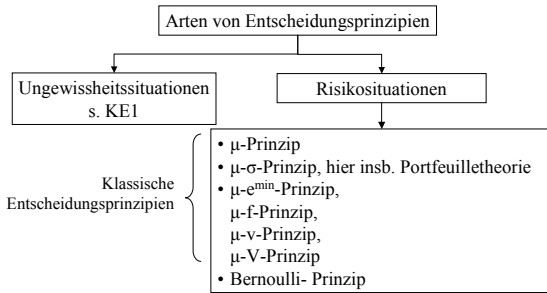 Arten von Entscheidungsprinzipien
Ungewissheitssituationen
s. KE1
Risikosituationen
Klassische
Entscheidungsprinzipien
• μ-Prinzip
• μ-σ-Prinzip, hier insb. Portfeuilletheorie
• μ-eᵐⁱⁿ-Prinzip,
μ-f-Prinzip,
μ-v-Prinzip,
μ-V-Prinzip
• Bernoulli- Prinzip